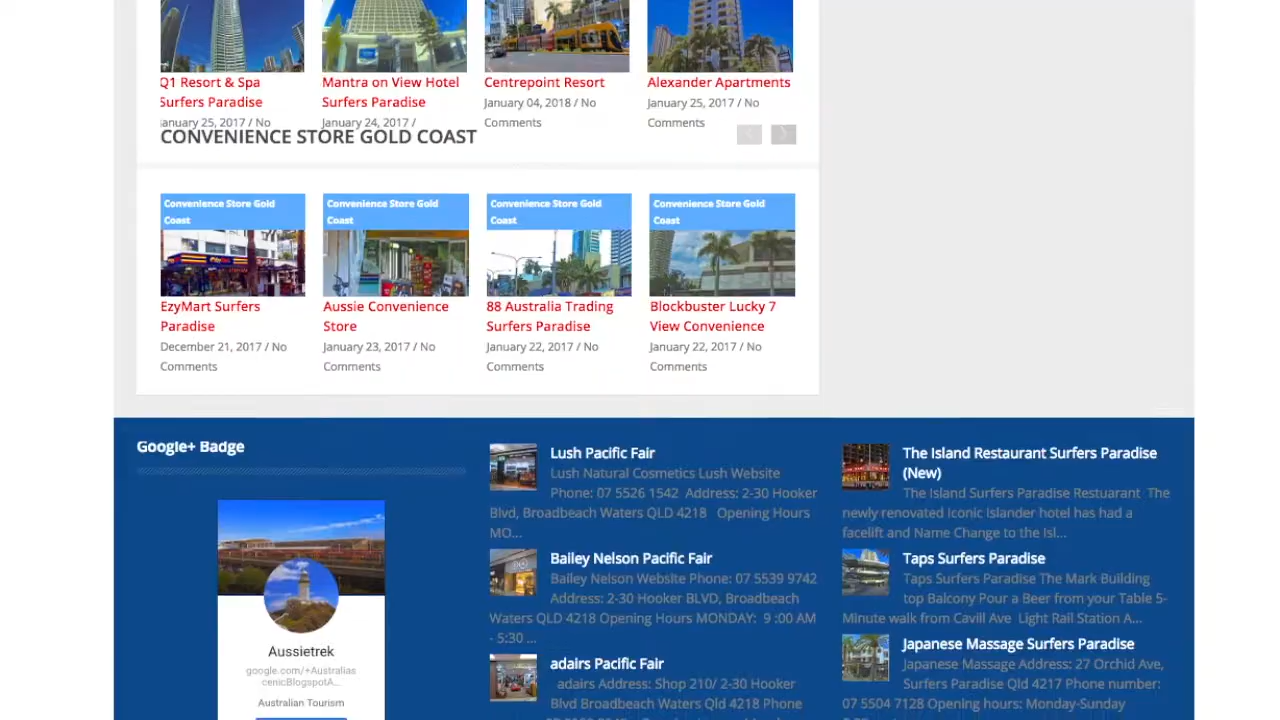 Q1 Resort & Spa
Surfers Paradise
January 25, 2017 / No
Mantra on View Hotel
Surfers Paradise
January 24, 2017 /
Centrepoint Resort
January 04, 2018 / No
Comments
Alexander Apartments
January 25, 2017 / No
Comments
CONVENIENCE STORE GOLD COAST
Convenience Store Gold
Coast
EzyMart Surfers
Paradise
December 21, 2017 / No
Comments
Convenience Store Gold
Coast
Aussie Convenience
Store
January 23, 2017 / No
Comments
Convenience Store Gold
Coast
88 Australia Trading
Surfers Paradise
January 22, 2017 / No
Comments
Convenience Store Gold
Coast
Blockbuster Lucky 7
View Convenience
January 22, 2017 / No
Comments
Google+ Badge
Aussietrek
google.com/+Australias
cenicBlogspotA...
Australian Tourism
Lush Pacific Fair
Lush Natural Cosmetics Lush Website
Phone: 07 5526 1542 Address: 2-30 Hooker
Blvd, Broadbeach Waters QLD 4218 Opening Hours
MO...
Bailey Nelson Pacific Fair
Bailey Nelson Website Phone: 07 5539 9742
Address: 2-30 Hooker BLVD, Broadbeach
Waters QLD 4218 Opening Hours MONDAY: 9 :00 AM
- 5:30 ...
adairs Pacific Fair
adairs Address: Shop 210/ 2-30 Hooker
Blvd Broadbeach Waters Qld 4218 Phone
The Island Restaurant Surfers Paradise
(New)
The Island Surfers Paradise Restuarant The
newly renovated iconic Islander hotel has had a
facelift and Name Change to the Isl...
Taps Surfers Paradise
Taps Surfers Paradise The Mark Building
top Balcony Pour a Beer from your Table 5-
Minute walk from Cavill Ave Light Rail Station A...
Japanese Massage Surfers Paradise
Japanese Massage Address: 27 Orchid Ave,
Surfers Paradise Qld 4217 Phone number:
07 5504 7128 Opening hours: Monday-Sunday